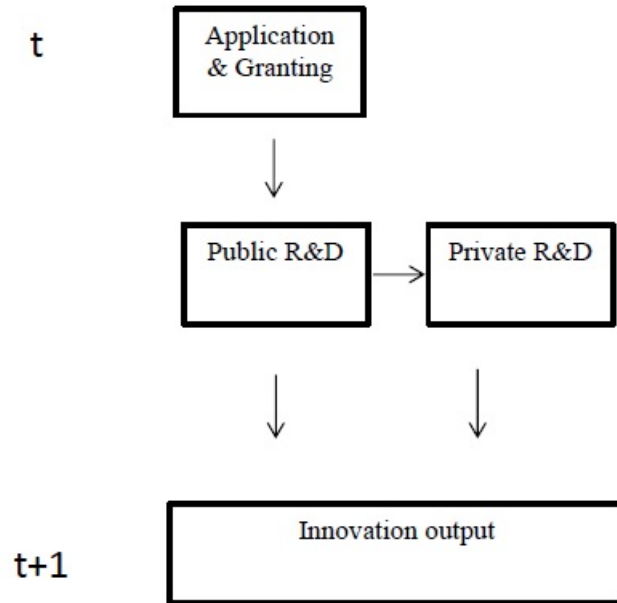 t
Application
& Granting
Public R&D
Private R&D
Innovation output
t+1